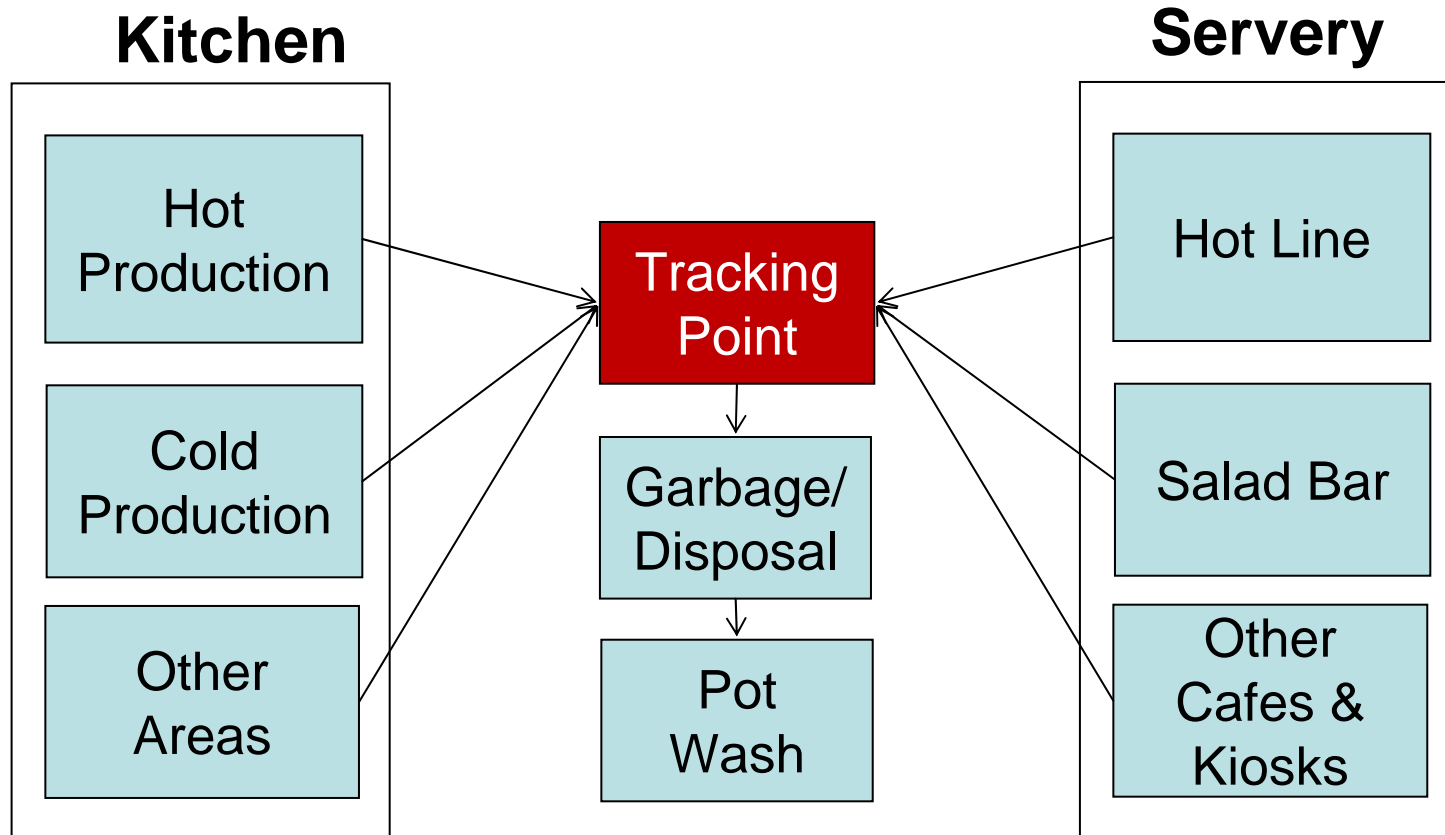 Kitchen
Servery
Hot
Production
Cold
Production
Other
Areas
Tracking
Point
Garbage/
Disposal
Pot
Wash
Hot Line
Salad Bar
Other
Cafes &
Kiosks